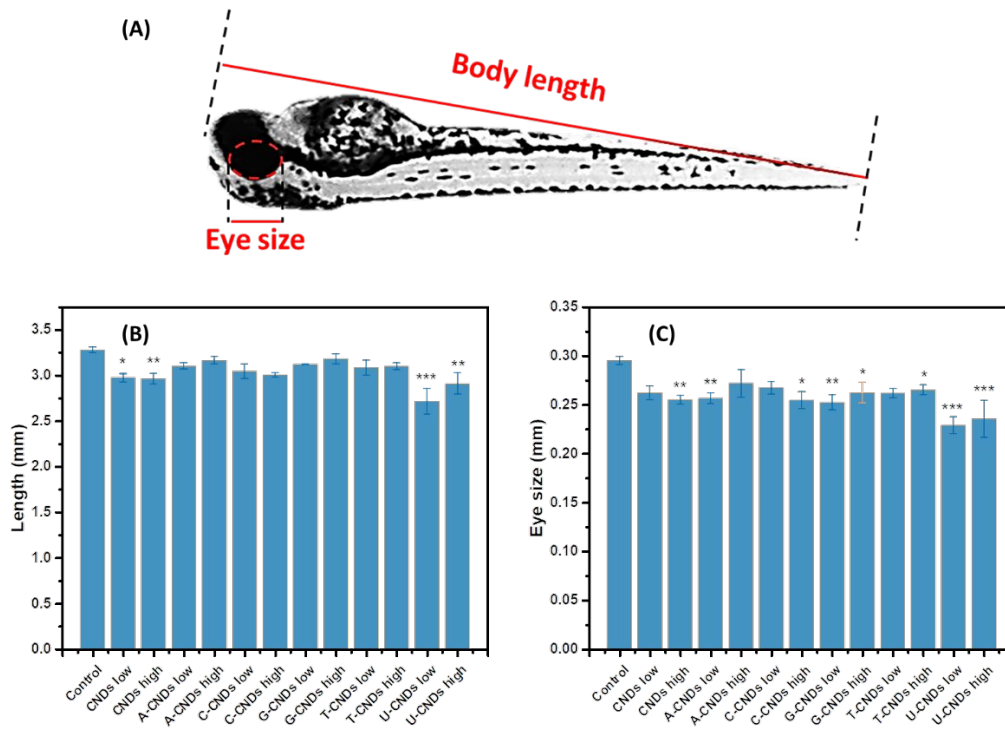 (A)
Body length
Eye size
(B)
Length (mm)
3.5
3.0
2.5
2.0
1.5
1.0
0.5
0.0
*
**
***
**
Control
CNDs low
CNDs high
A-CNDs low
A-CNDs high
C-CNDs low
C-CNDs high
G-CNDs low
G-CNDs high
T-CNDs low
T-CNDs high
U-CNDs low
U-CNDs high
(C)
Eye size (mm)
0.35
0.30
0.25
0.20
0.15
0.10
0.05
0.00
**
**
*
**
*
*
***
***
Control
CNDs low
CNDs high
A-CNDs low
A-CNDs high
C-CNDs low
C-CNDs high
G-CNDs low
G-CNDs high
T-CNDs low
T-CNDs high
U-CNDs low
U-CNDs high